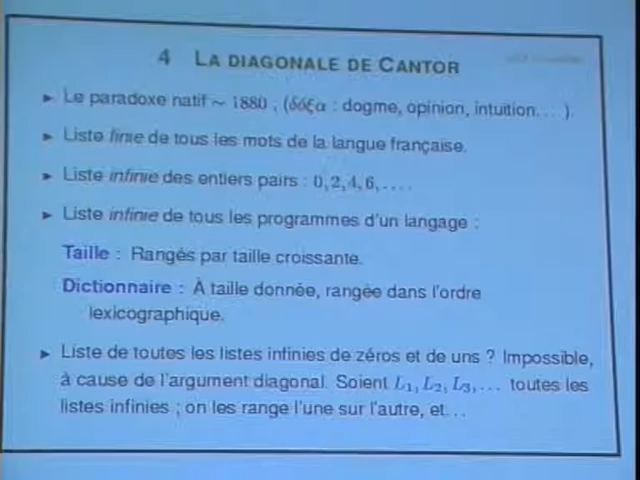 4 LA DIAGONALE DE CANTOR
► Le paradoxe natif ~ 1880 , (δόξα : dogme, opinion, intuition. . . ).
► Liste finie de tous les mots de la langue française.
► Liste infinie des entiers pairs : 0, 2, 4, 6, . . . .
► Liste infinie de tous les programmes d'un langage :
Taille : Rangés par taille croissante.
Dictionnaire : À taille donnée, rangée dans l'ordre
lexicographique.
► Liste de toutes les listes infinies de zéros et de uns ? Impossible,
à cause de l'argument diagonal. Soient L₁, L₂, L₃, . . . toutes les
listes infinies ; on les range l'une sur l'autre, et. . .